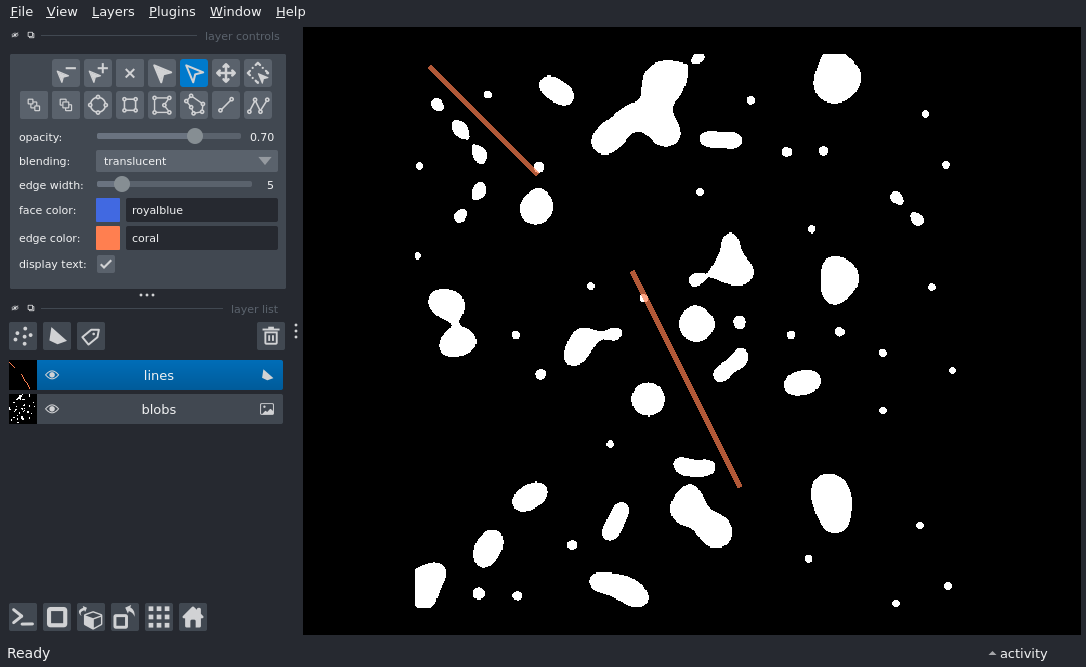 File View Layers Plugins Window Help
layer controls
opacity: 0.70
blending: translucent
edge width: 5
face color: royalblue
edge color: coral
display text:
layer list
lines
blobs
Ready
activity